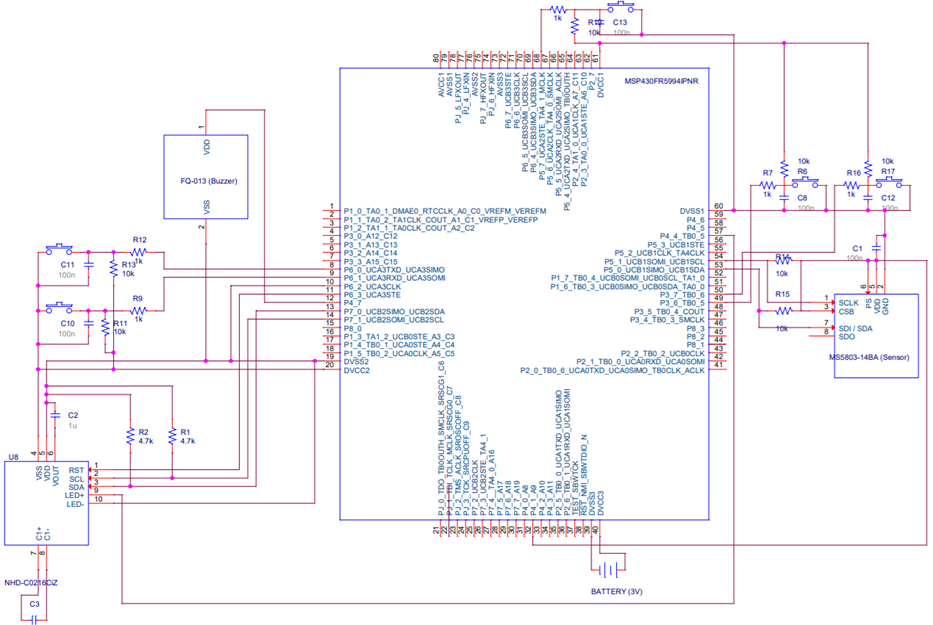 1k
R18
10k
C13
100n
80
79
78
77
76
75
74
73
72
71
70
69
68
67
66
65
64
63
62
61
AVCC1
AVSS1
PJ_5_LFXOUT
PJ_4_LFXIN
AVSS2
PJ_7_HFXOUT
PJ_6_HFXIN
AVSS3
P6_7_UCB3STE
P6_6_UCB3CLK
P6_5_UCB3SOMI_UCB3SCL
P6_4_UCB3SIMO_UCB3SDA
P5_7_UCA2STE_TA4_1_MCLK
P5_6_UCA2CLK_TA4_0_SMCLK
P5_5_UCA2RXD_UCA2SOMI_ACLK
P5_4_UCA2TXD_UCA2SIMO_TB0OUTH
P2_4_TA1_0_UCA1CLK_A7_C11
P2_3_TA0_0_UCA1STE_A6_C10
P2_7
DVCC1
MSP430FR5994IPNR
1
VDD
FQ-013 (Buzzer)
VSS
2
1 P1_0_TA0_1_DMAE0_RTCCLK_A0_C0_VREFM_VEREFM
2 P1_1_TA0_2_TA1CLK_COUT_A1_C1_VREFP_VEREFP
3 P1_2_TA1_1_TA0CLK_COUT_A2_C2
4 P3_0_A12_C12
5 P3_1_A13_C13
6 P3_2_A14_C14
7 P3_3_A15_C15
8 P6_0_UCA3TXD_UCA3SIMO
9 P6_1_UCA3RXD_UCA3SOMI
10 P6_2_UCA3CLK
11 P6_3_UCA3STE
12 P4_7
13 P7_0_UCB2SIMO_UCB2SDA
14 P7_1_UCB2SOMI_UCB2SCL
15 P8_0
16 P1_3_TA1_2_UCB0STE_A3_C3
17 P1_4_TB0_1_UCA0STE_A4_C4
18 P1_5_TB0_2_UCA0CLK_A5_C5
19 DVSS2
20 DVCC2
DVSS1 60
P4_6 59
P4_5 58
P4_4_TB0_5 57
P5_3_UCB1STE 56
P5_2_UCB1CLK_TA4CLK 55
P5_1_UCB1SOMI_UCB1SCL 54
P5_0_UCB1SIMO_UCB1SDA 53
P1_7_TB0_4_UCB0SOMI_UCB0SCL_TA1_0 52
P1_6_TB0_3_UCB0SIMO_UCB0SDA_TA0_0 51
P3_7_TB0_6 50
P3_6_TB0_5 49
P3_5_TB0_4_COUT 48
P3_4_TB0_3_SMCLK 47
P8_3 46
P8_2 45
P8_1 44
P2_2_TB0_2_UCB0CLK 43
P2_1_TB0_0_UCA0RXD_UCA0SOMI 42
P2_0_TB0_6_UCA0TXD_UCA0SIMO_TB0CLK_ACLK 41
PJ_0_TDO_TB0OUTH_SMCLK_SRSCG1_C6
PJ_1_TDI_TCLK_MCLK_SRSCG0_C7
PJ_2_TMS_ACLK_SROSCOFF_C8
PJ_3_TCK_SRCPUOFF_C9
P7_2_UCB2CLK
P7_3_UCB2STE_TA4_1
P7_4__TA4_0_A16
P7_5_A17
P7_6_A18
P7_7_A19
P4_0_A8
P4_1_A9
P4_2_A10
P4_3_A11
P2_5_TB0_0_UCA1TXD_UCA1SIMO
P2_6_TB0_1_UCA1RXD_UCA1SOMI
TEST_SBWTCK
RST_NMI_SBWTDIO_N
DVSS3
DVCC3
21
22
23
24
25
26
27
28
29
30
31
32
33
34
35
36
37
38
39
40
R12
1k
C11
100n
R13
10k
R9
1k
C10
100n
R11
10k
C2
1u
R2
4.7k
R1
4.7k
U8
4
5
6
VSS
VDD
VOUT
RST 1
SCL 2
SDA 3
LED+ 9
LED- 10
C1+
C1-
7
8
NHD-C0216CiZ
C3
BATTERY (3V)
10k
R6
R7
1k
C8
100n
10k
R17
R16
1k
C12
100n
C1
100n
R14
10k
R15
10k
6
5
2
PS
VDD
GND
1 SCLK
3 CSB
7 SDI / SDA
8 SDO
MS5803-14BA (Sensor)